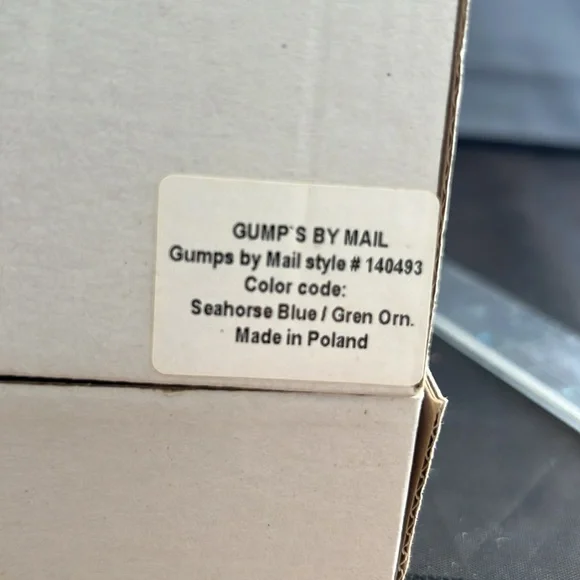 GUMP`S BY MAIL
Gumps by Mail style # 140493
Color code:
Seahorse Blue / Gren Orn.
Made in Poland